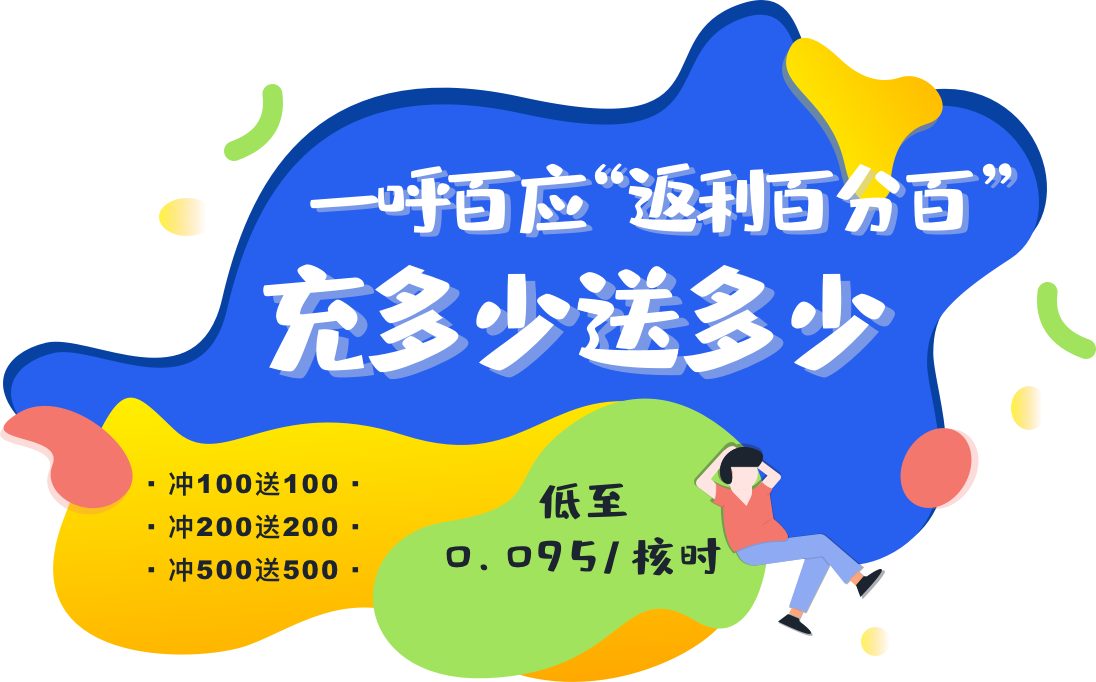 一呼百应“返利百分百”
充多少送多少
· 冲100送100 ·
· 冲200送200 ·
· 冲500送500 ·
低至
0.095/核时